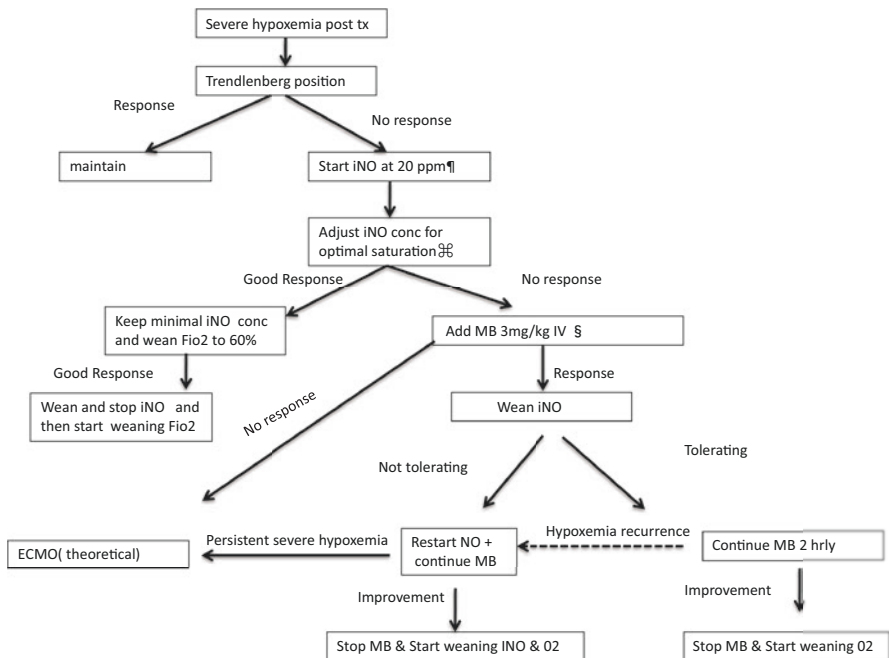 Severe hypoxemia post tx
Trendlenberg position
Response
No response
maintain
Start iNO at 20 ppm¶
Adjust iNO conc for
optimal saturation⌘
Good Response
No response
Keep minimal iNO conc
and wean Fio2 to 60%
Add MB 3mg/kg IV §
Good Response
Response
Wean and stop iNO and
then start weaning Fio2
No response
Wean iNO
Not tolerating
Tolerating
ECMO( theoretical)
Persistent severe hypoxemia
Restart NO +
continue MB
Hypoxemia recurrence
Continue MB 2 hrly
Improvement
Improvement
Stop MB & Start weaning INO & 02
Stop MB & Start weaning 02